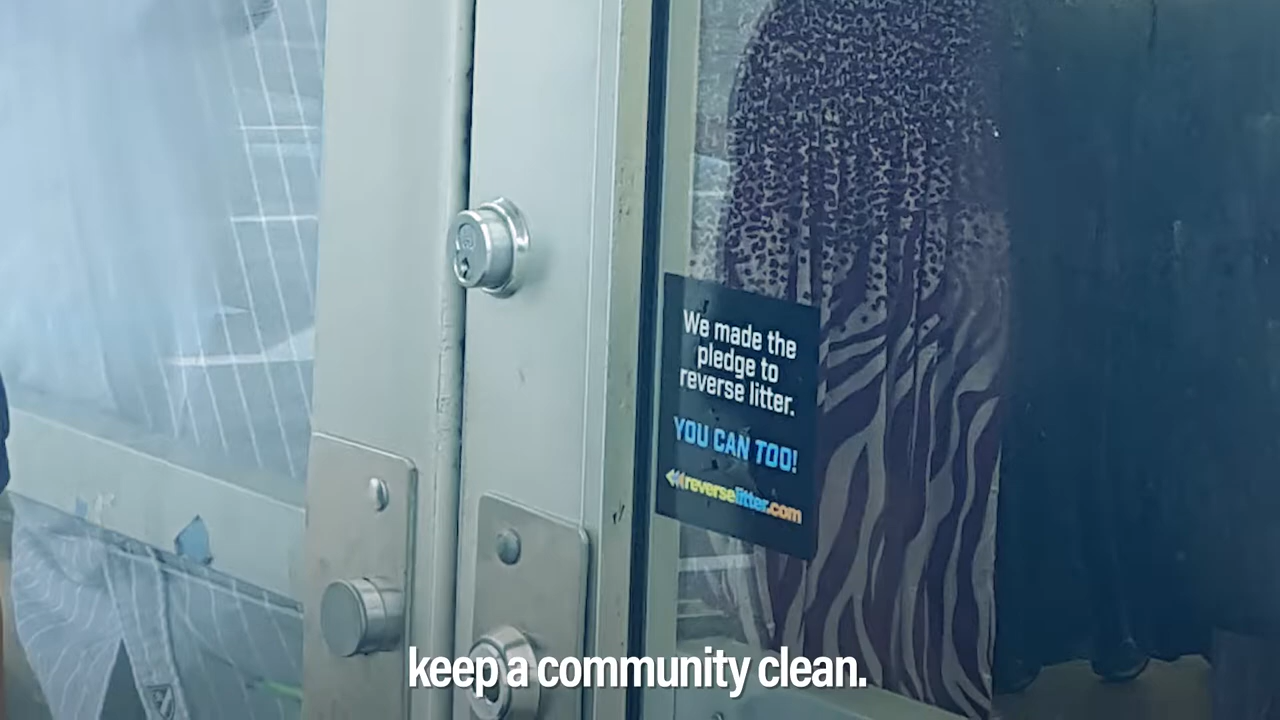 We made the
pledge to
reverse litter.
YOU CAN TOO!
reverselitter.com
keep a community clean.